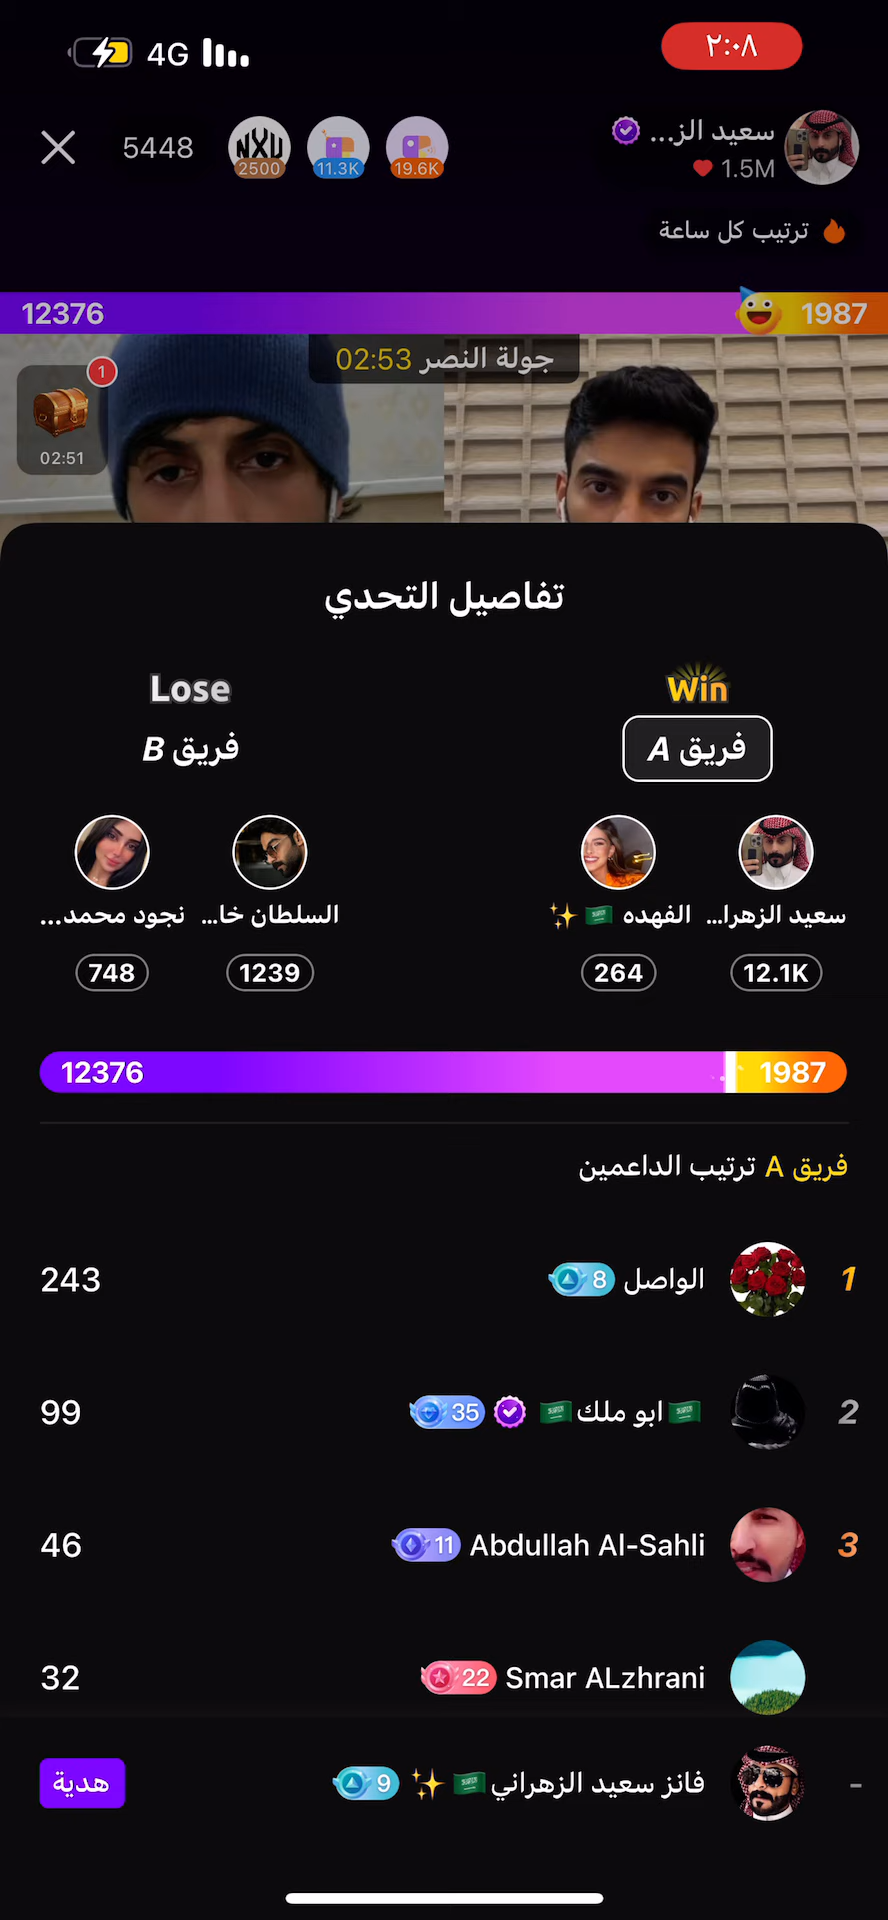 4G
٢:٠٨
5448
NXU
2500
11.3K
19.6K
سعيد الز...
1.5M
ترتيب كل ساعة
12376
1987
جولة النصر 02:53
1
02:51
تفاصيل التحدي
Win
Lose
فريق A
فريق B
سعيد الزهرا...
الفهده
السلطان خا...
نجود محمد...
12.1K
264
1239
748
12376
1987
فريق A ترتيب الداعمين
1
الواصل
8
243
2
ابو ملك
35
99
3
Abdullah Al-Sahli
11
46
Smar ALzhrani
22
32
-
فانز سعيد الزهراني
9
هدية